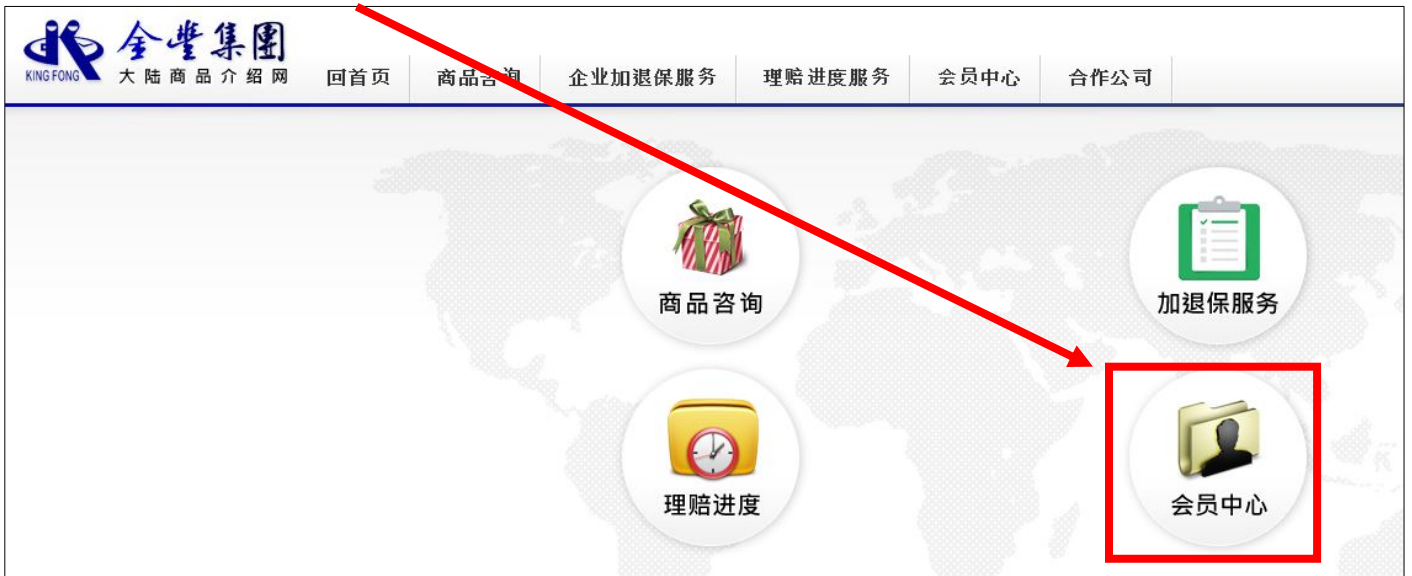 金豐集團
KING FONG
大陆商品介绍网
回首页 商品咨询 企业加退保服务 理赔进度服务 会员中心 合作公司
商品咨询 加退保服务
理赔进度 会员中心